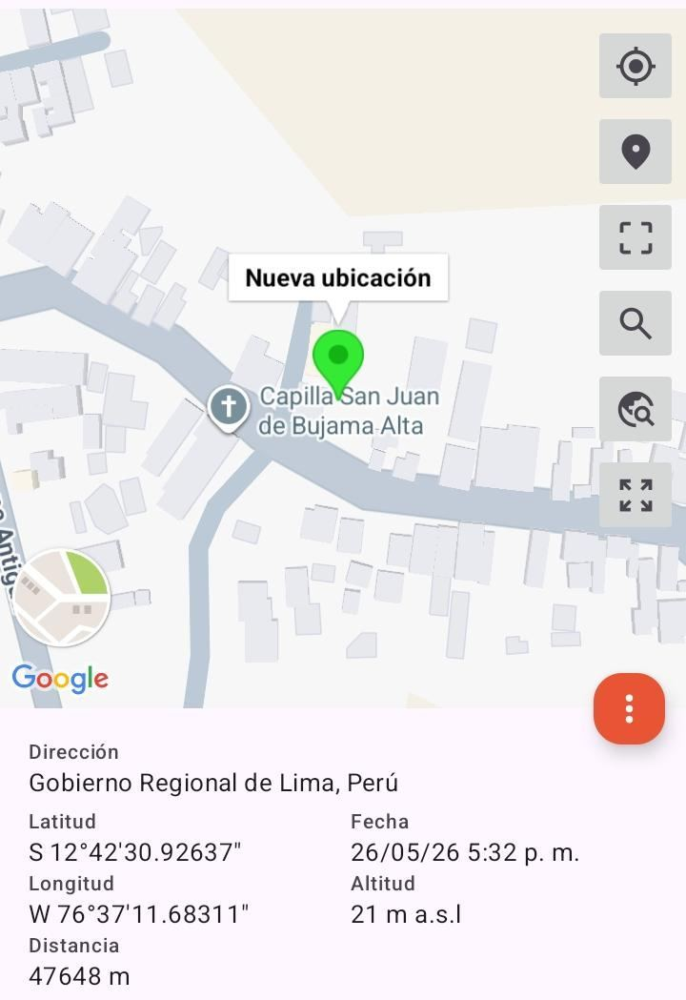 Nueva ubicación
Capilla San Juan
de Bujama Alta
Google
Dirección
Gobierno Regional de Lima, Perú
Latitud
S 12°42'30.92637"
Fecha
26/05/26 5:32 p. m.
Longitud
W 76°37'11.68311"
Altitud
21 m a.s.l
Distancia
47648 m